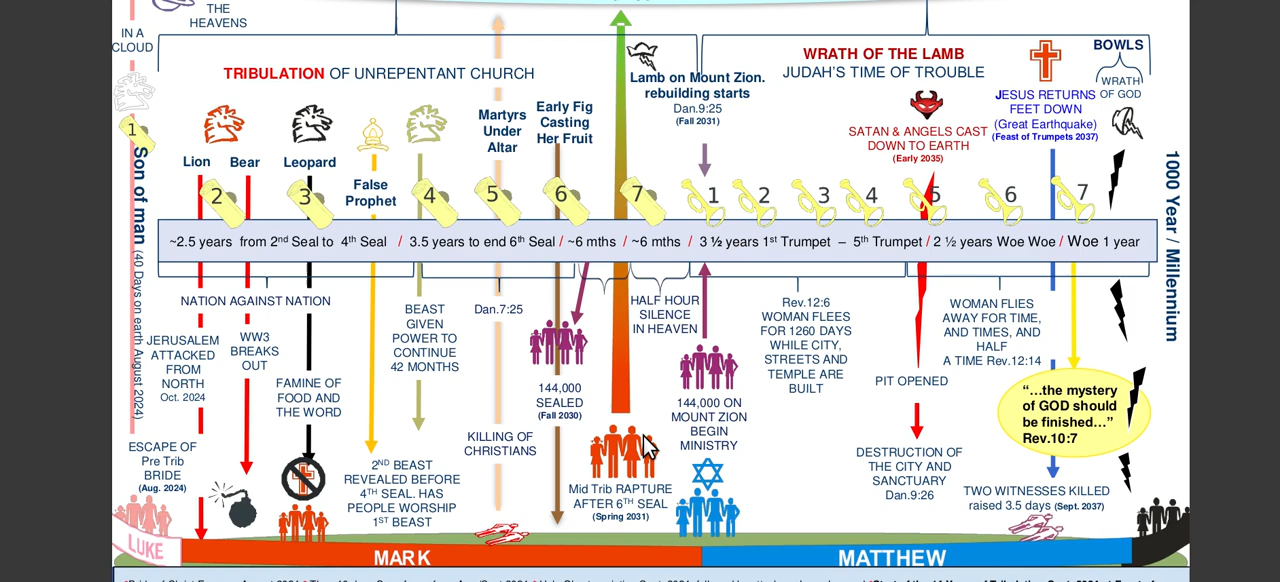 THE
HEAVENS
IN A
CLOUD
TRIBULATION OF UNREPENTANT CHURCH
Lamb on Mount Zion.
rebuilding starts
Dan.9:25
(Fall 2031)
WRATH OF THE LAMB
JUDAH'S TIME OF TROUBLE
BOWLS
WRATH
OF GOD
JESUS RETURNS
FEET DOWN
(Great Earthquake)
(Feast of Trumpets 2037)
SATAN & ANGELS CAST
DOWN TO EARTH
(Early 2035)
Martyrs
Under
Altar
Early Fig
Casting
Her Fruit
Lion
Bear
Leopard
False
Prophet
1
2
3
4
5
6
7
1
2
3
4
5
6
7
Son of man (40 Days on earth August 2024)
1000 Year / Millennium
~2.5 years from 2nd Seal to 4th Seal / 3.5 years to end 6th Seal / ~6 mths / ~6 mths / 3 ½ years 1st Trumpet – 5th Trumpet / 2 ½ years Woe Woe / Woe 1 year
NATION AGAINST NATION
JERUSALEM
ATTACKED
FROM
NORTH
Oct. 2024
WW3
BREAKS
OUT
FAMINE OF
FOOD AND
THE WORD
BEAST
GIVEN
POWER TO
CONTINUE
42 MONTHS
Dan.7:25
HALF HOUR
SILENCE
IN HEAVEN
Rev.12:6
WOMAN FLEES
FOR 1260 DAYS
WHILE CITY,
STREETS AND
TEMPLE ARE
BUILT
WOMAN FLIES
AWAY FOR TIME,
AND TIMES, AND
HALF
A TIME Rev.12:14
PIT OPENED
"…the mystery
of GOD should
be finished…"
Rev.10:7
144,000
SEALED
(Fall 2030)
144,000 ON
MOUNT ZION
BEGIN
MINISTRY
ESCAPE OF
Pre Trib
BRIDE
(Aug. 2024)
2ND BEAST
REVEALED BEFORE
4TH SEAL. HAS
PEOPLE WORSHIP
1ST BEAST
KILLING OF
CHRISTIANS
Mid Trib RAPTURE
AFTER 6TH SEAL
(Spring 2031)
DESTRUCTION OF
THE CITY AND
SANCTUARY
Dan.9:26
TWO WITNESSES KILLED
raised 3.5 days (Sept. 2037)
LUKE
MARK
MATTHEW